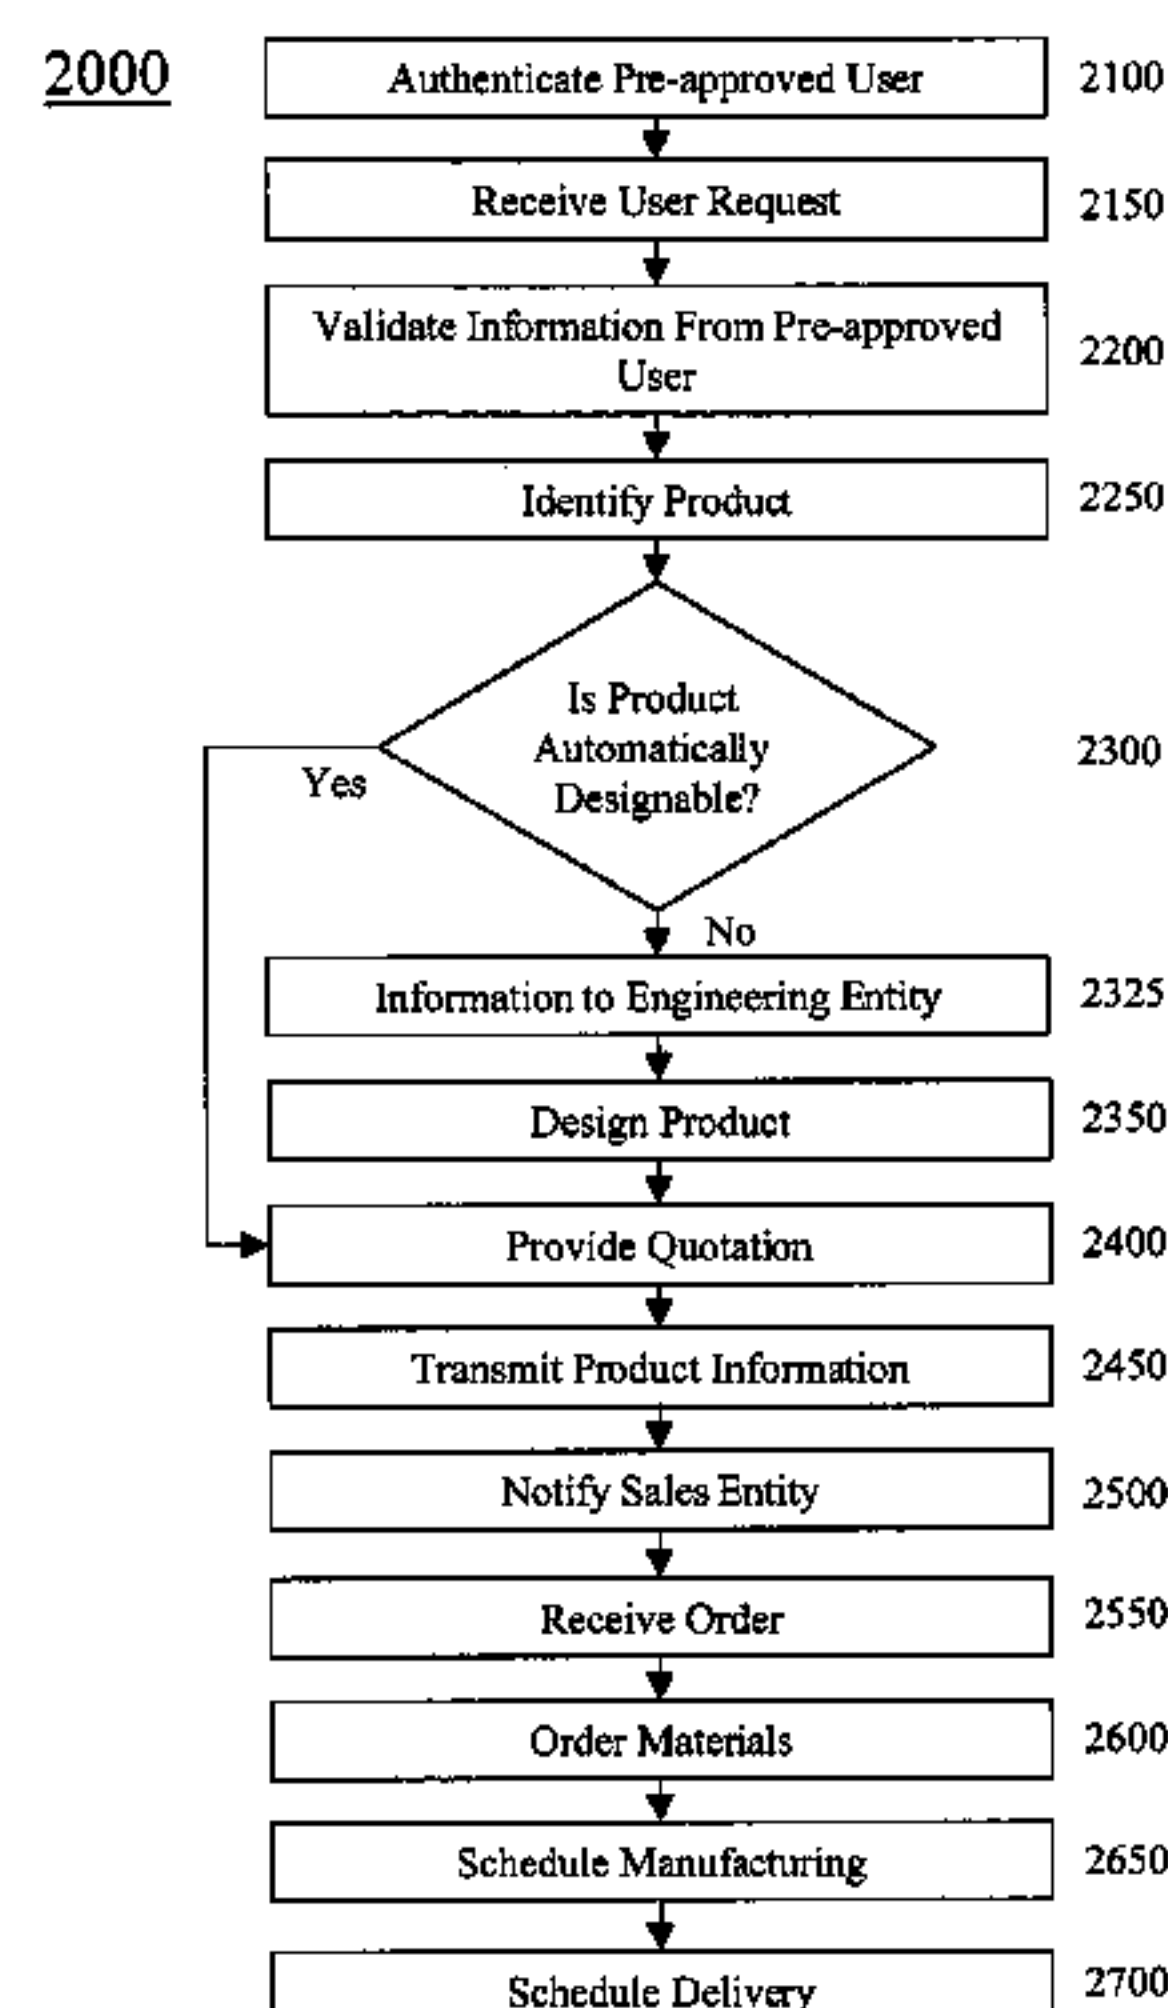 2000
Authenticate Pre-approved User 2100
Receive User Request 2150
Validate Information From Pre-approved
User
2200
Identify Product 2250
Is Product
Automatically
Designable?
2300
Yes
No
Information to Engineering Entity 2325
Design Product 2350
Provide Quotation 2400
Transmit Product Information 2450
Notify Sales Entity 2500
Receive Order 2550
Order Materials 2600
Schedule Manufacturing 2650
Schedule Delivery 2700